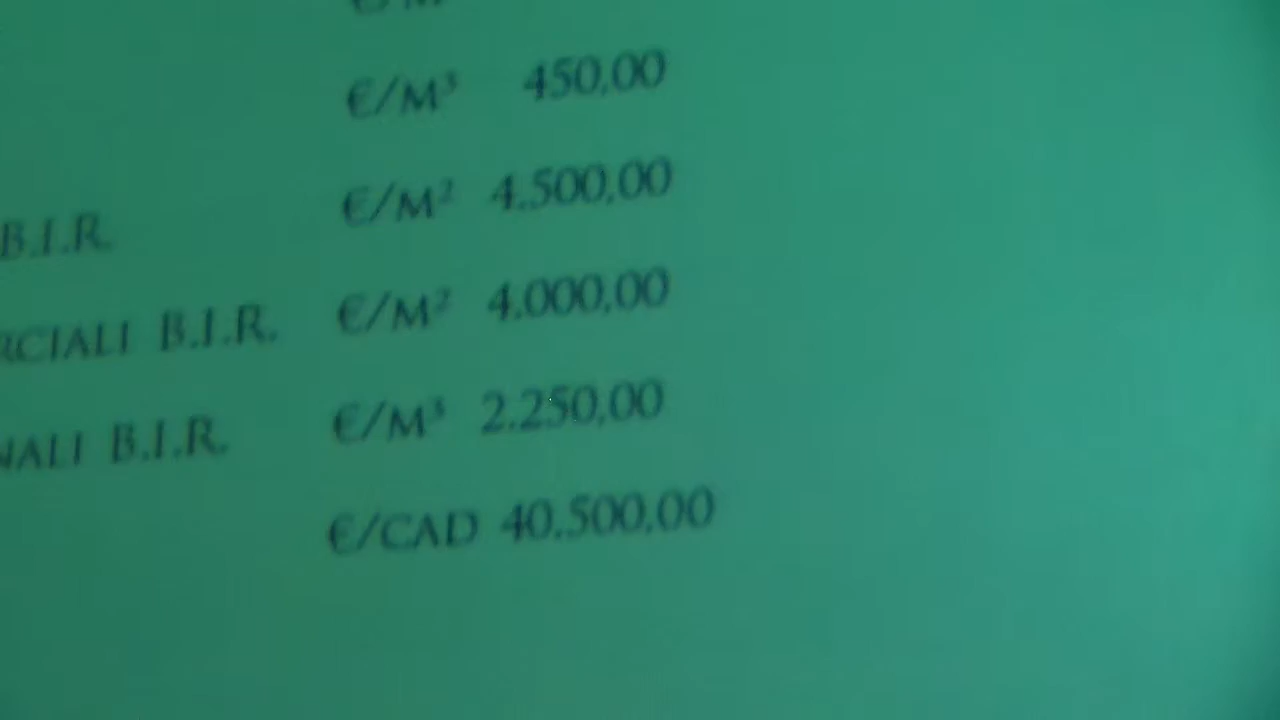 €/M³ 450,00
B.I.R. €/M² 4.500,00
RCIALI B.I.R. €/M² 4.000,00
NALI B.I.R. €/M³ 2.250,00
€/CAD 40.500,00